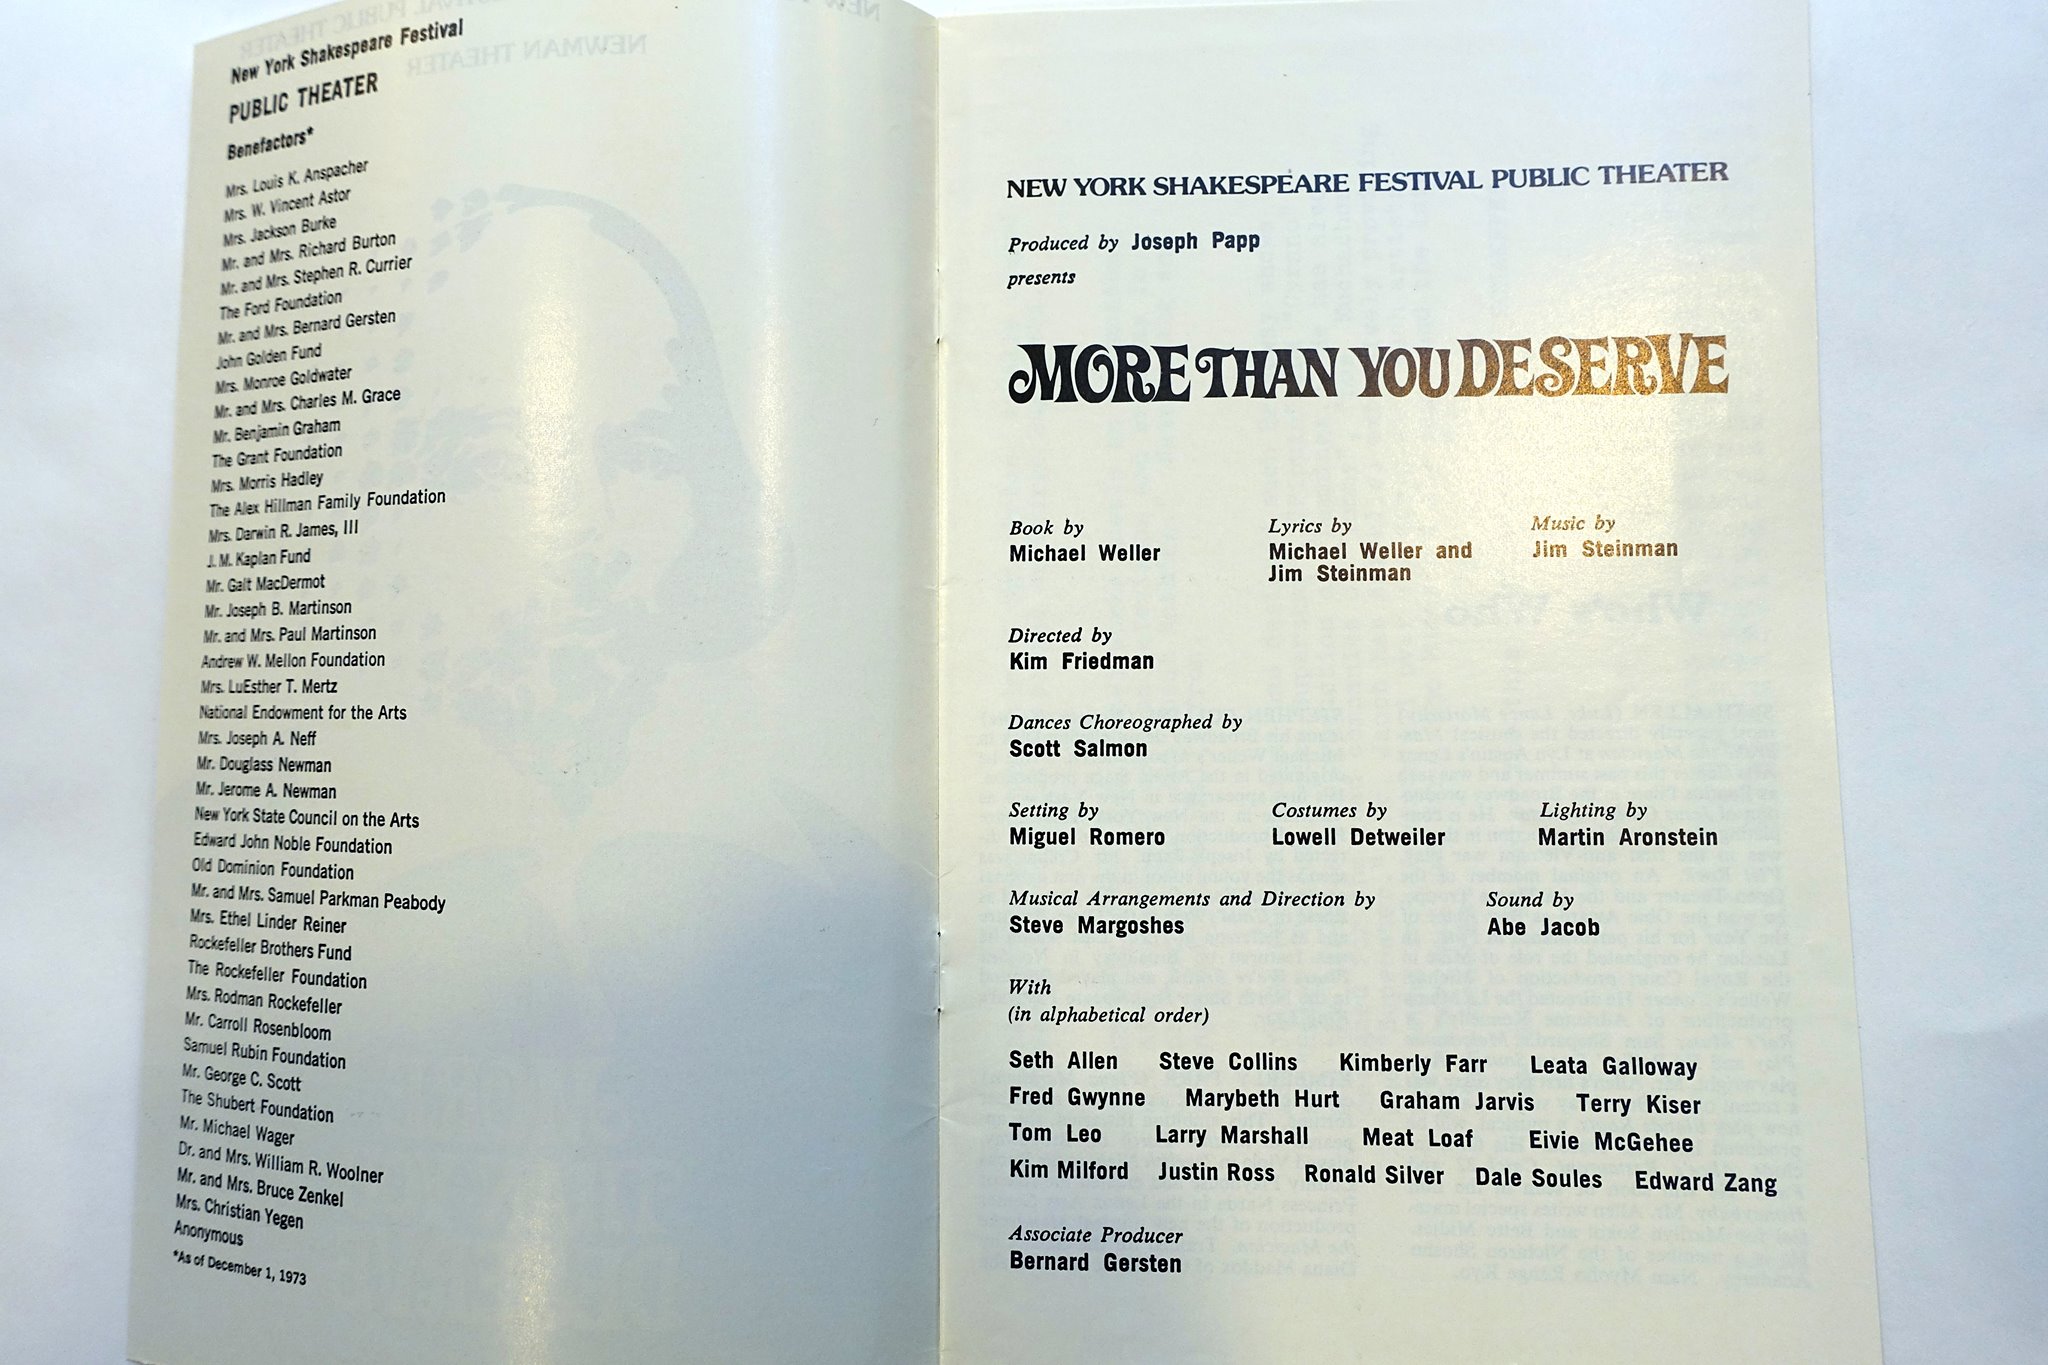 New York Shakespeare Festival
PUBLIC THEATER
Benefactors*
Mrs. Louis K. Anspacher
Mrs. W. Vincent Astor
Mrs. Jackson Burke
Mr. and Mrs. Richard Burton
Mr. and Mrs. Stephen R. Currier
The Ford Foundation
Mr. and Mrs. Bernard Gersten
John Golden Fund
Mrs. Monroe Goldwater
Mr. and Mrs. Charles M. Grace
Mr. Benjamin Graham
The Grant Foundation
Mrs. Morris Hadley
The Alex Hillman Family Foundation
Mrs. Darwin R. James, III
J. M. Kaplan Fund
Mr. Galt MacDermot
Mr. Joseph B. Martinson
Mr. and Mrs. Paul Martinson
Andrew W. Mellon Foundation
Mrs. LuEsther T. Mertz
National Endowment for the Arts
Mrs. Joseph A. Neff
Mr. Douglass Newman
Mr. Jerome A. Newman
New York State Council on the Arts
Edward John Noble Foundation
Old Dominion Foundation
Mr. and Mrs. Samuel Parkman Peabody
Mrs. Ethel Linder Reiner
Rockefeller Brothers Fund
The Rockefeller Foundation
Mrs. Rodman Rockefeller
Mr. Carroll Rosenbloom
Samuel Rubin Foundation
Mr. George C. Scott
The Shubert Foundation
Mr. Michael Wager
Dr. and Mrs. William R. Woolner
Mr. and Mrs. Bruce Zenkel
Mrs. Christian Yegen
Anonymous
*As of December 1, 1973
NEW YORK SHAKESPEARE FESTIVAL PUBLIC THEATER
Produced by Joseph Papp
presents
MORE THAN YOU DESERVE
Book by
Michael Weller
Lyrics by
Michael Weller and
Jim Steinman
Music by
Jim Steinman
Directed by
Kim Friedman
Dances Choreographed by
Scott Salmon
Setting by
Miguel Romero
Costumes by
Lowell Detweiler
Lighting by
Martin Aronstein
Musical Arrangements and Direction by
Steve Margoshes
Sound by
Abe Jacob
With
(in alphabetical order)
Seth Allen Steve Collins Kimberly Farr Leata Galloway
Fred Gwynne Marybeth Hurt Graham Jarvis Terry Kiser
Tom Leo Larry Marshall Meat Loaf Eivie McGehee
Kim Milford Justin Ross Ronald Silver Dale Soules Edward Zang
Associate Producer
Bernard Gersten